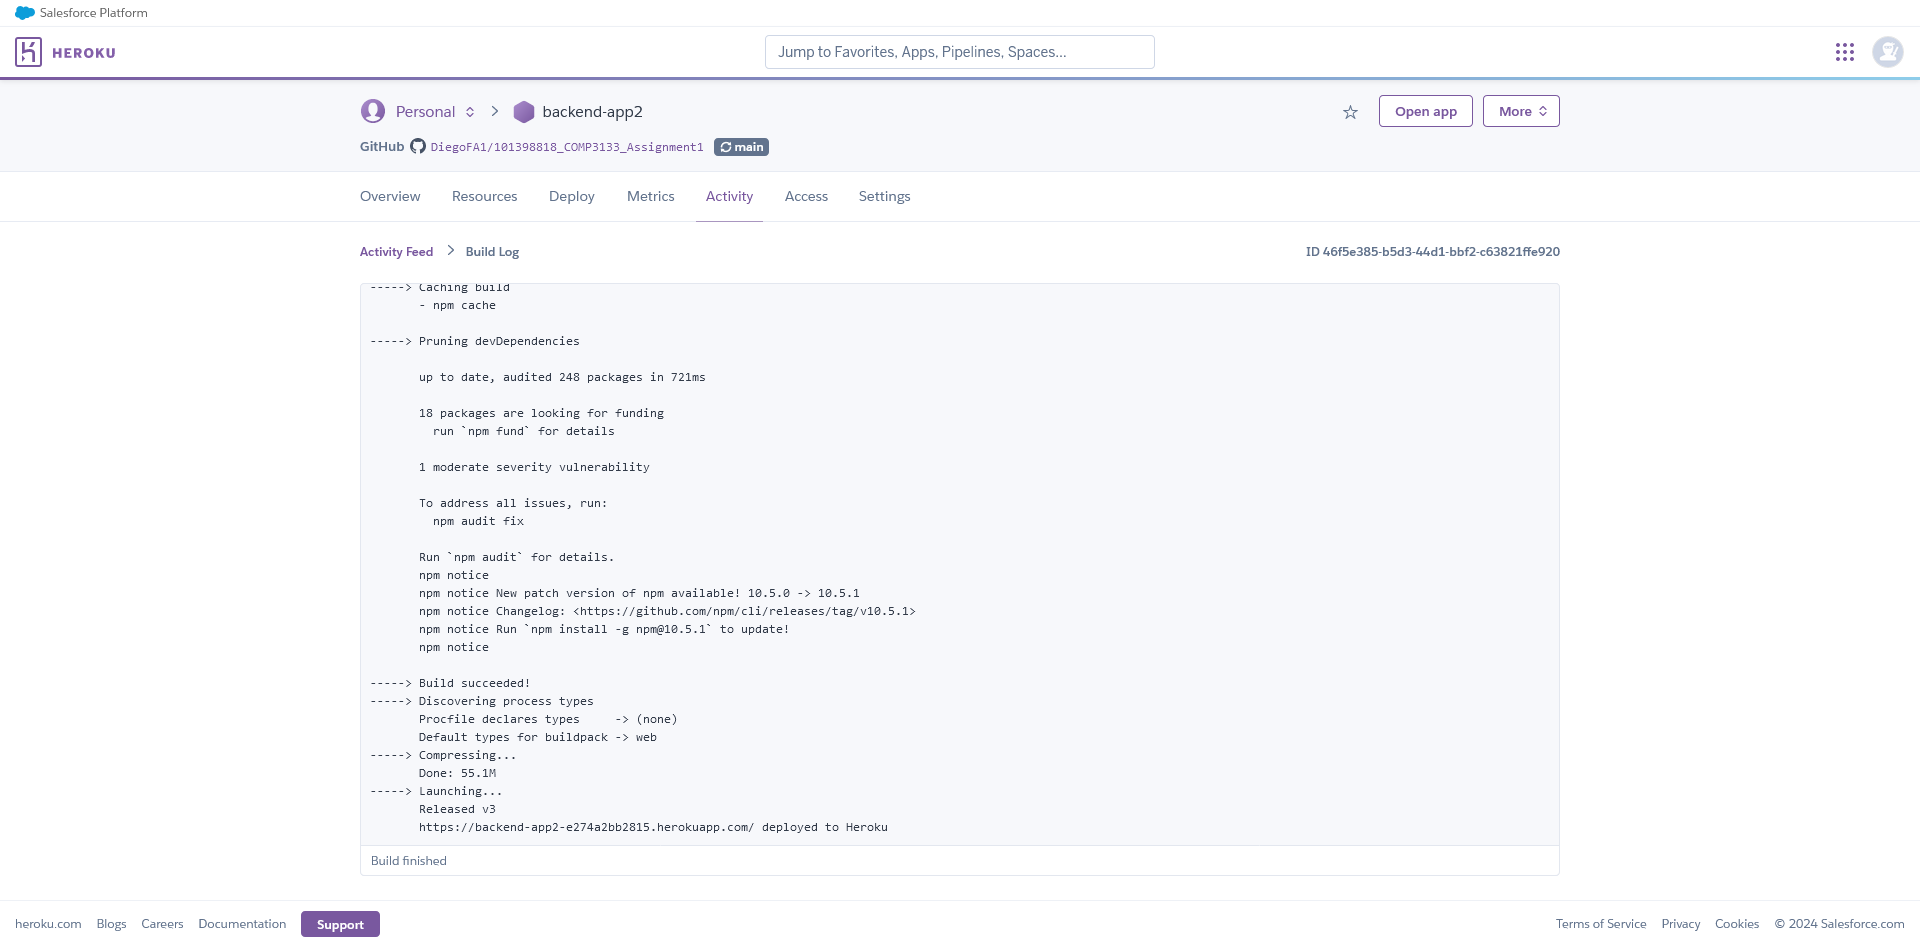 Salesforce Platform
HEROKU
Jump to Favorites, Apps, Pipelines, Spaces...
Personal
backend-app2
Open app
More
GitHub DiegoFA1/101398818_COMP3133_Assignment1 main
Overview Resources Deploy Metrics Activity Access Settings
Activity Feed Build Log ID 46f5e385-b5d3-44d1-bbf2-c63821ffe920
-----> Caching build
- npm cache
-----> Pruning devDependencies
up to date, audited 248 packages in 721ms
18 packages are looking for funding
run `npm fund` for details
1 moderate severity vulnerability
To address all issues, run:
npm audit fix
Run `npm audit` for details.
npm notice
npm notice New patch version of npm available! 10.5.0 -> 10.5.1
npm notice Changelog: <https://github.com/npm/cli/releases/tag/v10.5.1>
npm notice Run `npm install -g npm@10.5.1` to update!
npm notice
-----> Build succeeded!
-----> Discovering process types
Procfile declares types     -> (none)
Default types for buildpack -> web
-----> Compressing...
Done: 55.1M
-----> Launching...
Released v3
https://backend-app2-e274a2bb2815.herokuapp.com/ deployed to Heroku
Build finished
heroku.com Blogs Careers Documentation Support Terms of Service Privacy Cookies © 2024 Salesforce.com